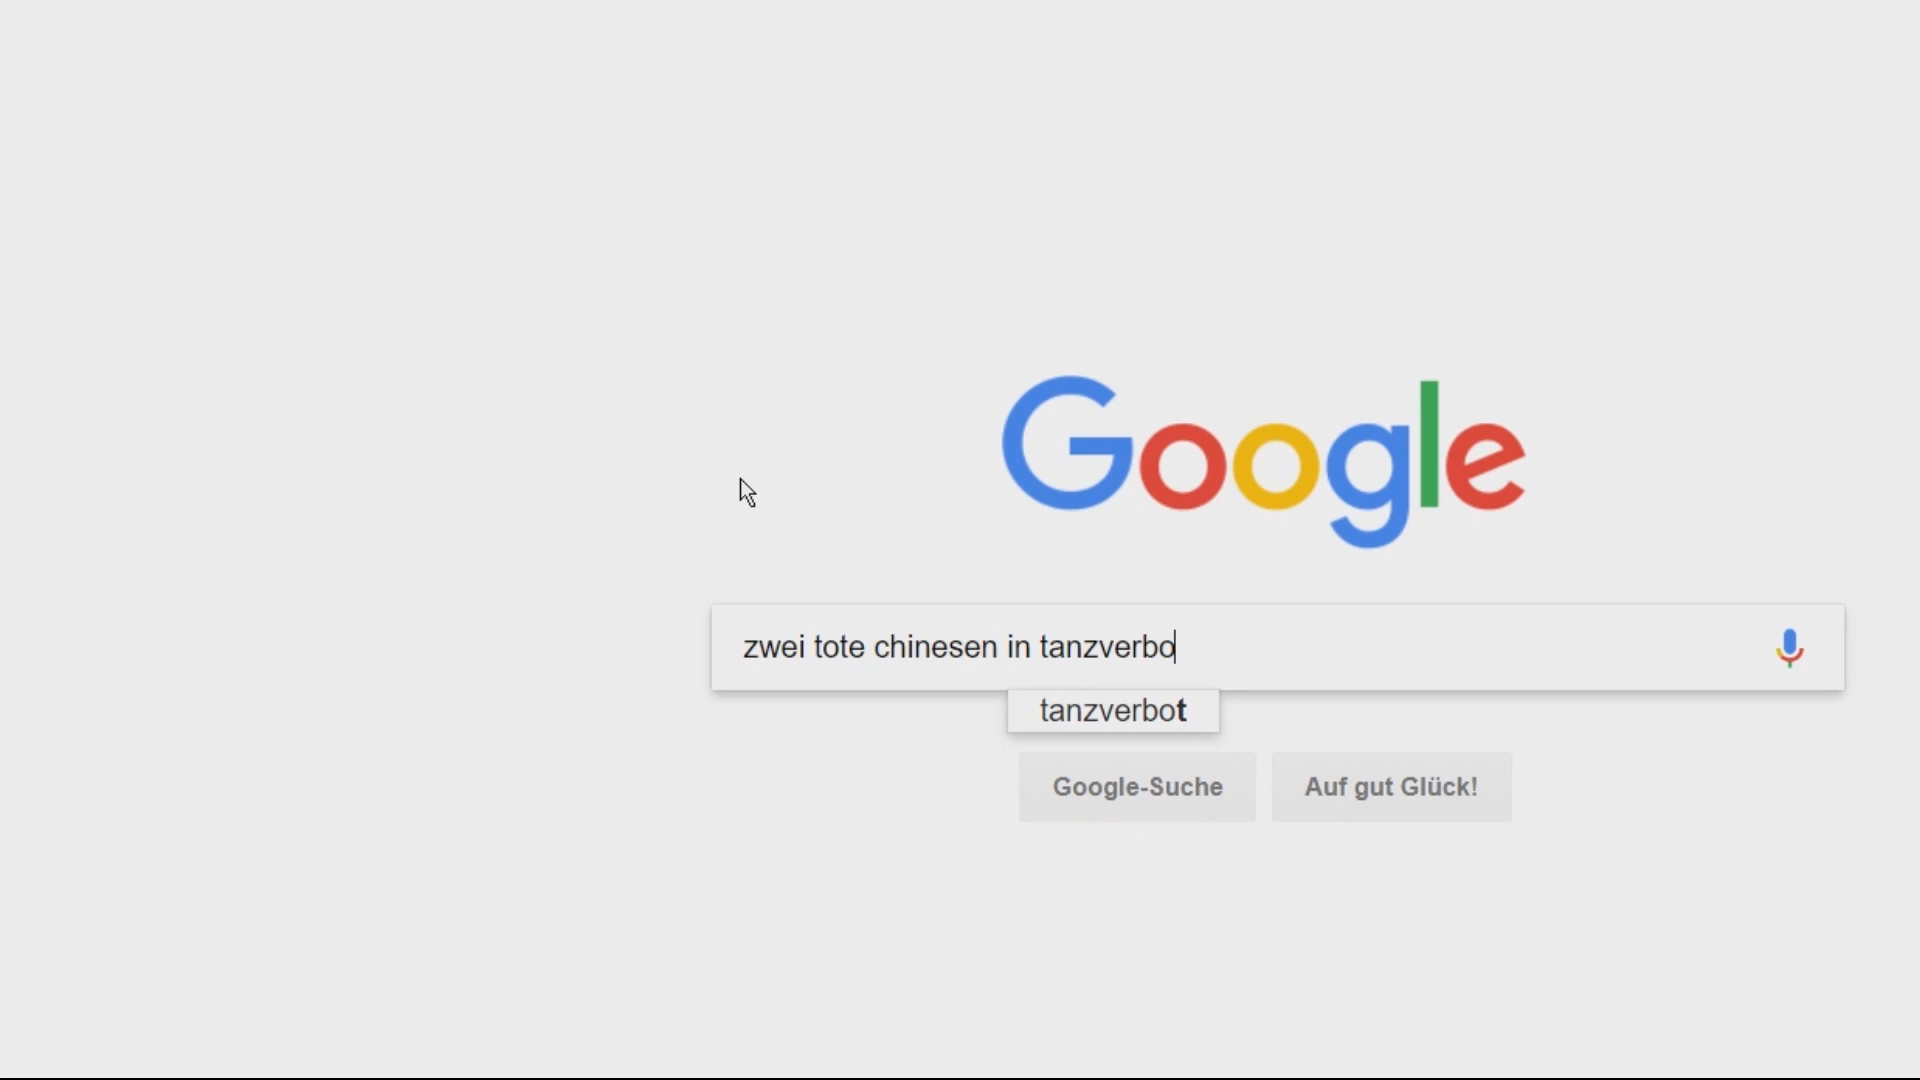 Google
zwei tote chinesen in tanzverbo
tanzverbot
Google-Suche
Auf gut Glück!